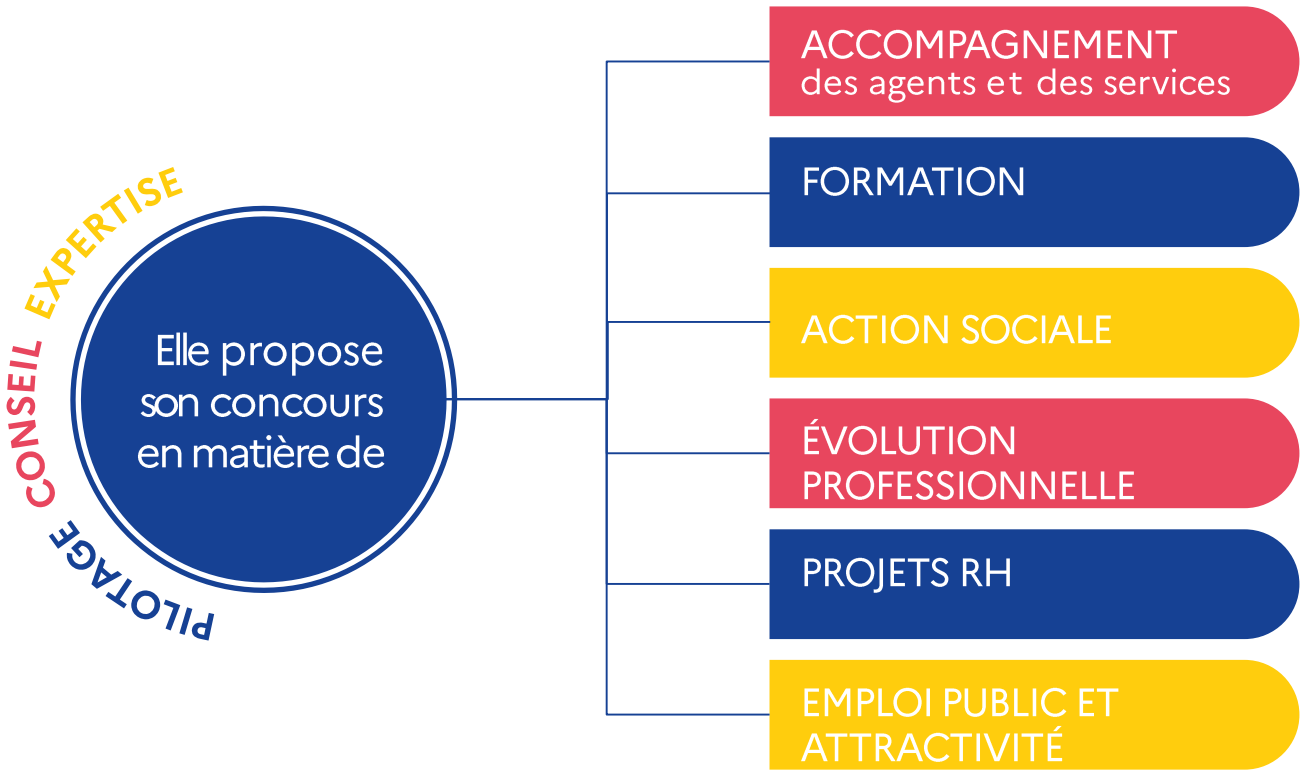 EXPERTISE
CONSEIL
PILOTAGE
Elle propose
son concours
en matière de
ACCOMPAGNEMENT
des agents et des services
FORMATION
ACTION SOCIALE
ÉVOLUTION
PROFESSIONNELLE
PROJETS RH
EMPLOI PUBLIC ET
ATTRACTIVITÉ